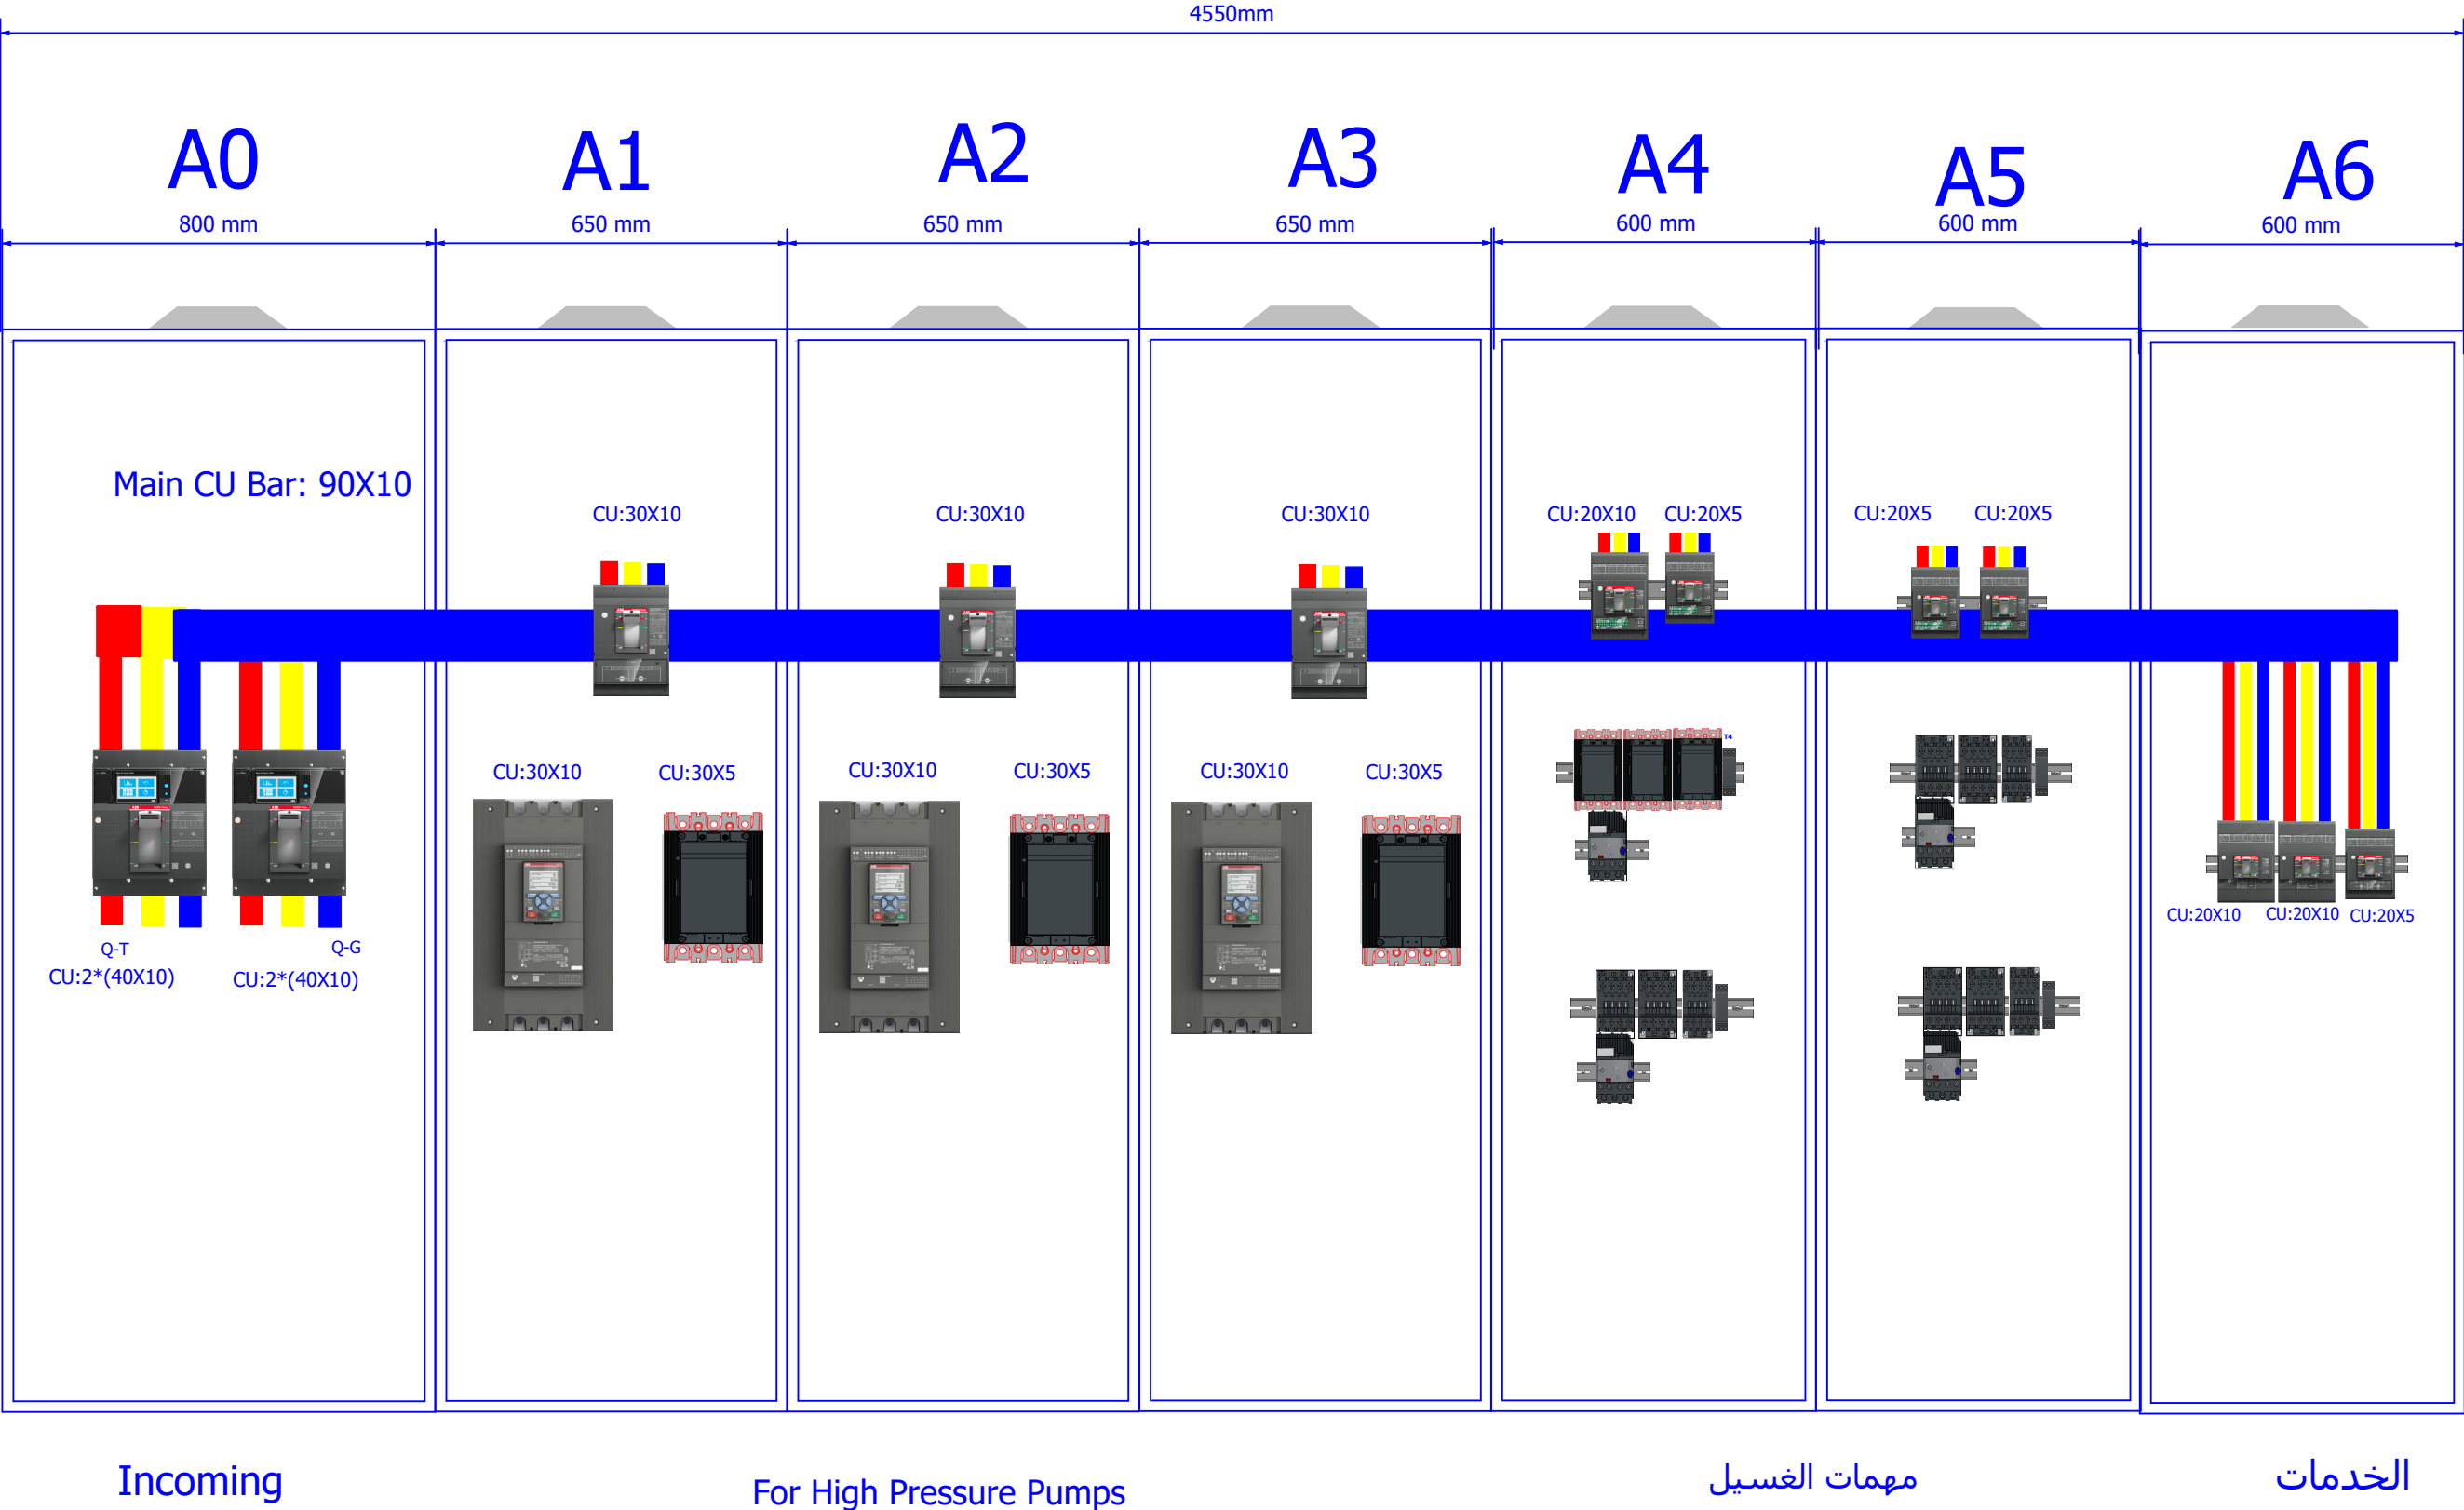 4550mm
A0
A1
A2
A3
A4
A5
A6
800 mm
650 mm
650 mm
650 mm
600 mm
600 mm
600 mm
Main CU Bar: 90X10
CU:30X10
CU:30X10
CU:30X10
CU:20X10
CU:20X5
CU:20X5
CU:20X5
T4
CU:30X10
CU:30X5
CU:30X10
CU:30X5
CU:30X10
CU:30X5
CU:20X10
CU:20X10
CU:20X5
Q-T
Q-G
CU:2*(40X10)
CU:2*(40X10)
Incoming
For High Pressure Pumps
مهمات الغسيل
الخدمات